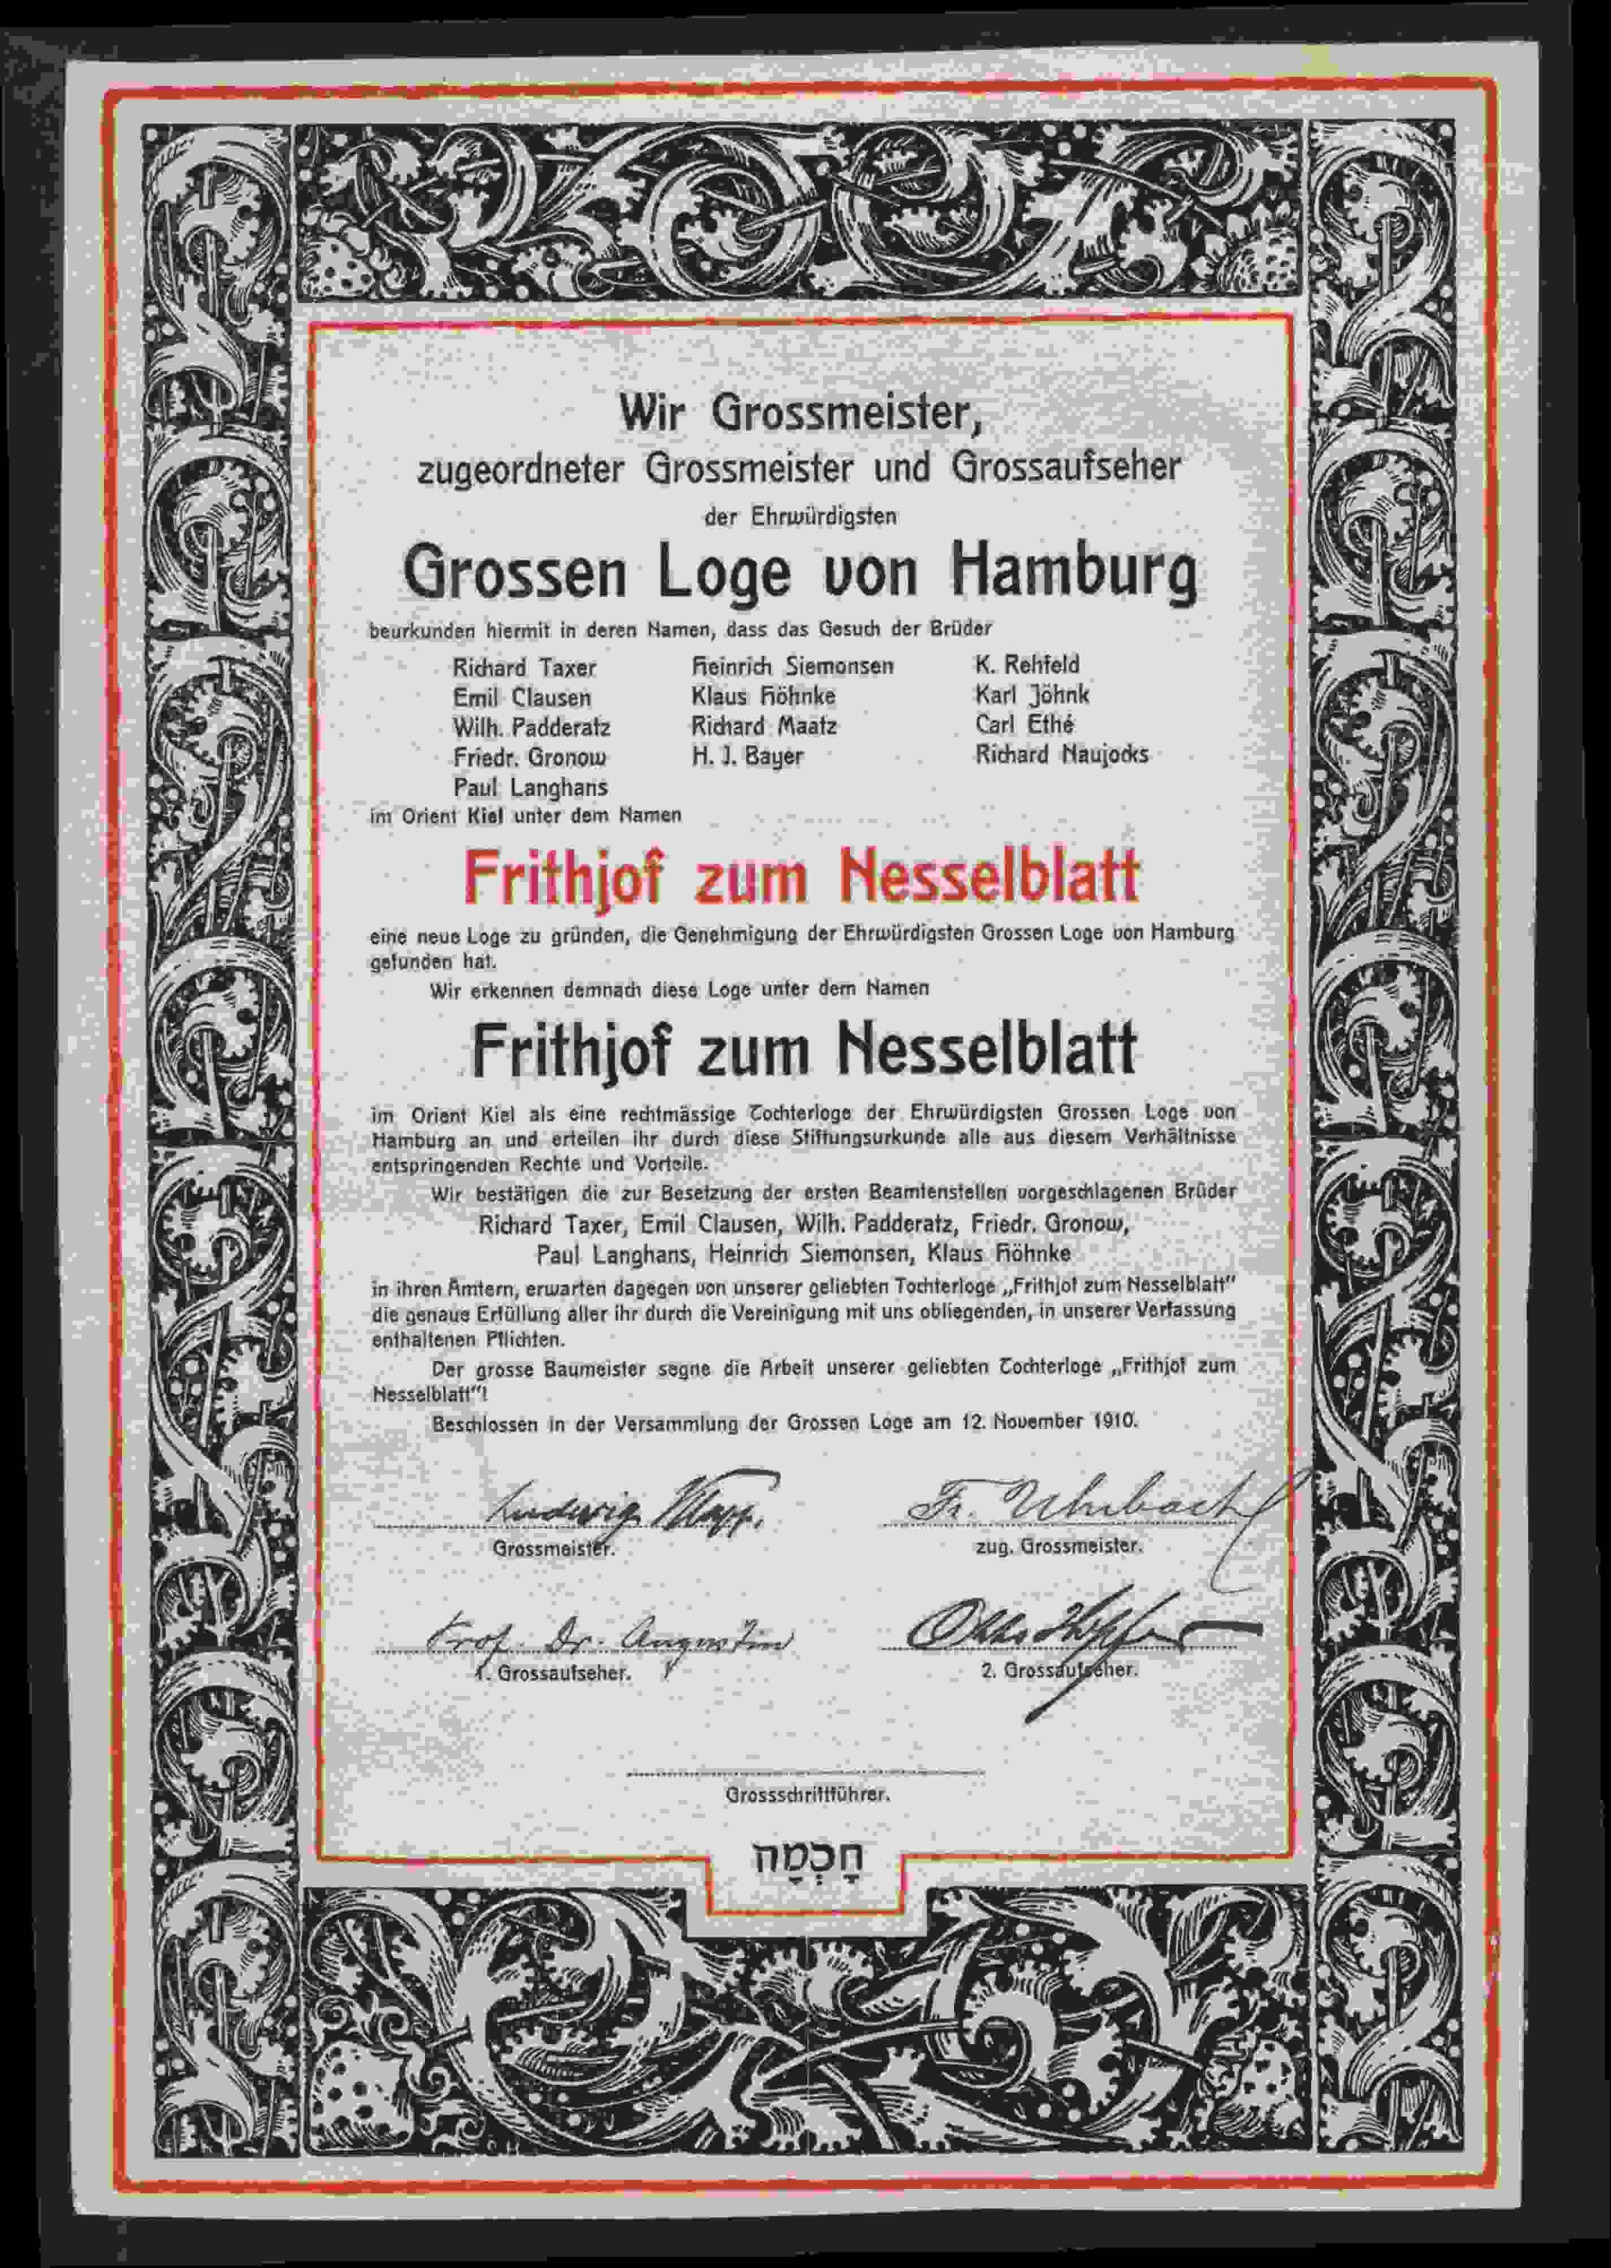 Wir Grossmeister,
zugeordneter Grossmeister und Grossaufseher
der Ehrwürdigsten
Grossen Loge von Hamburg
beurkunden hiermit in deren Namen, dass das Gesuch der Brüder
Richard Taxer Heinrich Siemonsen K. Rehfeld
Emil Clausen Klaus Höhnke Karl Jöhnk
Wilh. Padderatz Richard Maatz Carl Ethé
Friedr. Gronow H. J. Bayer Richard Naujocks
Paul Langhans
im Orient Kiel unter dem Namen
Frithjof zum Nesselblatt
eine neue Loge zu gründen, die Genehmigung der Ehrwürdigsten Grossen Loge von Hamburg
gefunden hat.
Wir erkennen demnach diese Loge unter dem Namen
Frithjof zum Nesselblatt
im Orient Kiel als eine rechtmässige Tochterloge der Ehrwürdigsten Grossen Loge von
Hamburg an und erteilen ihr durch diese Stiftungsurkunde alle aus diesem Verhältnisse
entspringenden Rechte und Vorteile.
Wir bestätigen die zur Besetzung der ersten Beamtenstellen vorgeschlagenen Brüder
Richard Taxer, Emil Clausen, Wilh. Padderatz, Friedr. Gronow,
Paul Langhans, Heinrich Siemonsen, Klaus Höhnke
in ihren Ämtern, erwarten dagegen von unserer geliebten Tochterloge „Frithjof zum Nesselblatt“
die genaue Erfüllung aller ihr durch die Vereinigung mit uns obliegenden, in unserer Verfassung
enthaltenen Pflichten.
Der grosse Baumeister segne die Arbeit unserer geliebten Tochterloge „Frithjof zum
Nesselblatt“!
Beschlossen in der Versammlung der Grossen Loge am 12. November 1910.
Ludwig Klapp. Fr.
Grossmeister. zug. Grossmeister.
Prof. Dr. Augustin Otto
1. Grossaufseher. 2. Grossaufseher.
Grossschriftführer.
חָכְמָה